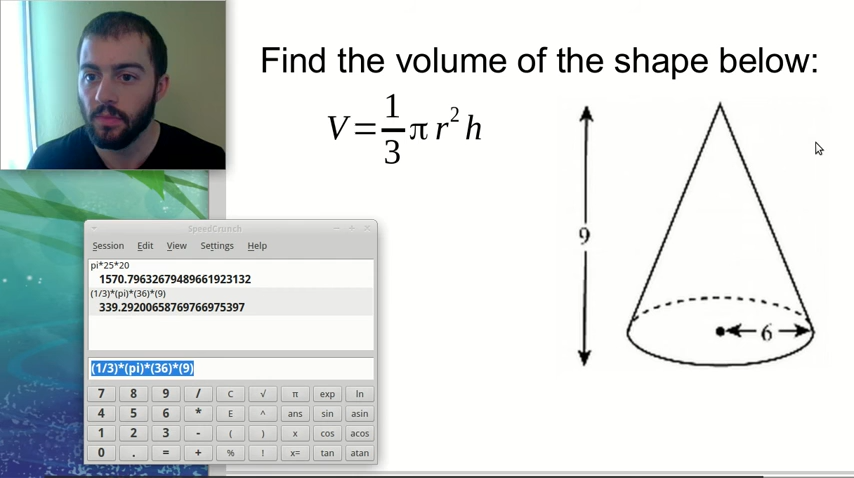 Find the volume of the shape below:
V=1/3 π r² h
9
6
SpeedCrunch
Session Edit View Settings Help
pi*25*20
1570.79632679489661923132
(1/3)*(pi)*(36)*(9)
339.29200658769766975397
(1/3)*(pi)*(36)*(9)
7 8 9 / C √ π exp ln
4 5 6 * E ^ ans sin asin
1 2 3 - ( ) x cos acos
0 . = + % ! x= tan atan